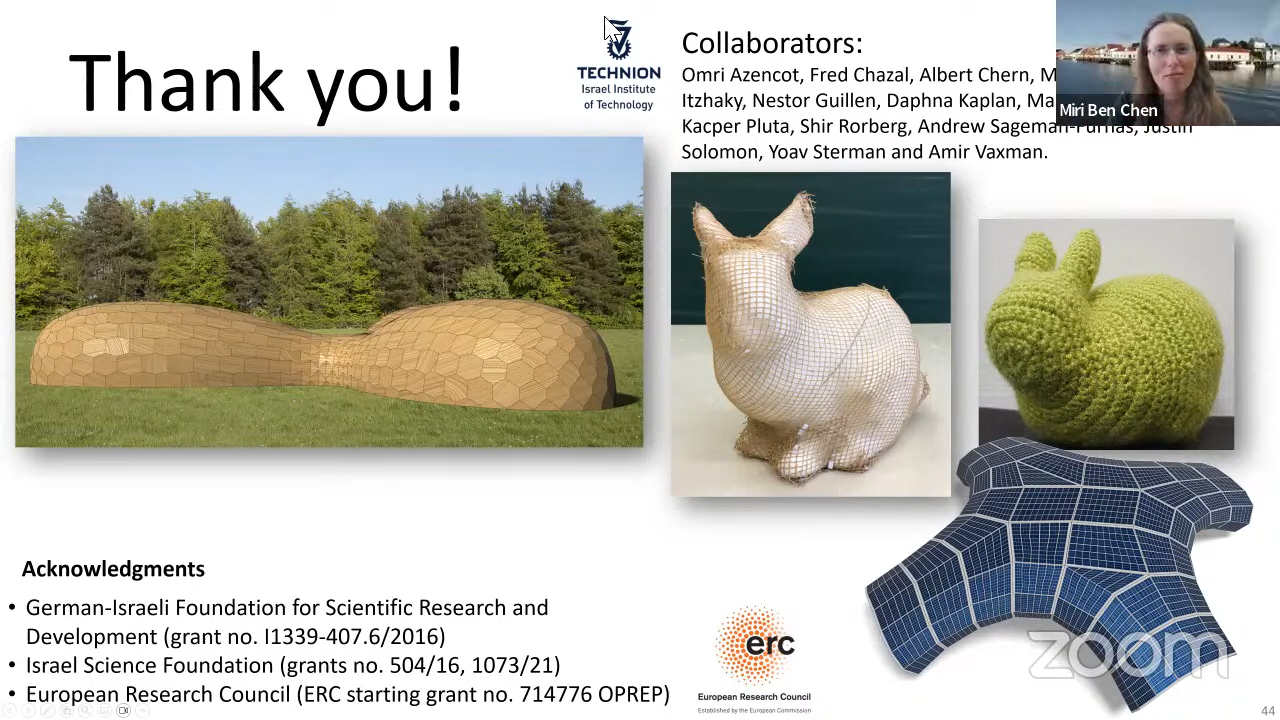 Thank you!
TECHNION
Israel Institute
of Technology
Collaborators:
Omri Azencot, Fred Chazal, Albert Chern, M
Itzhaky, Nestor Guillen, Daphna Kaplan, Ma
Kacper Pluta, Shir Rorberg, Andrew Sageman-Furnas, Justin
Solomon, Yoav Sterman and Amir Vaxman.
Miri Ben Chen
Acknowledgments
• German-Israeli Foundation for Scientific Research and
Development (grant no. I1339-407.6/2016)
• Israel Science Foundation (grants no. 504/16, 1073/21)
• European Research Council (ERC starting grant no. 714776 OPREP)
erc
European Research Council
Established by the European Commission
zoom
44